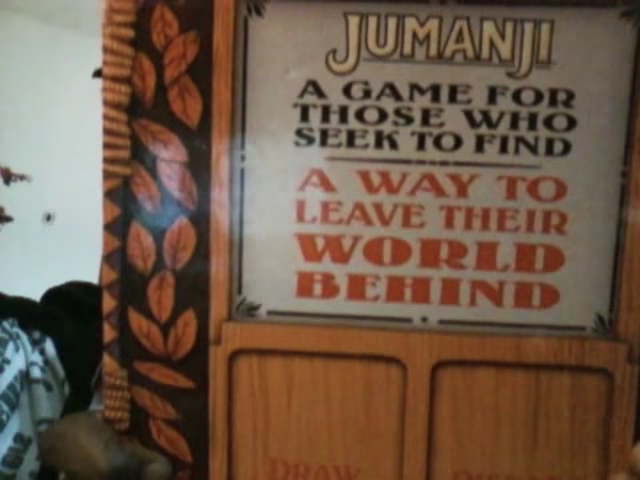 JUMANJI
A GAME FOR
THOSE WHO
SEEK TO FIND
A WAY TO
LEAVE THEIR
WORLD
BEHIND
DRAW